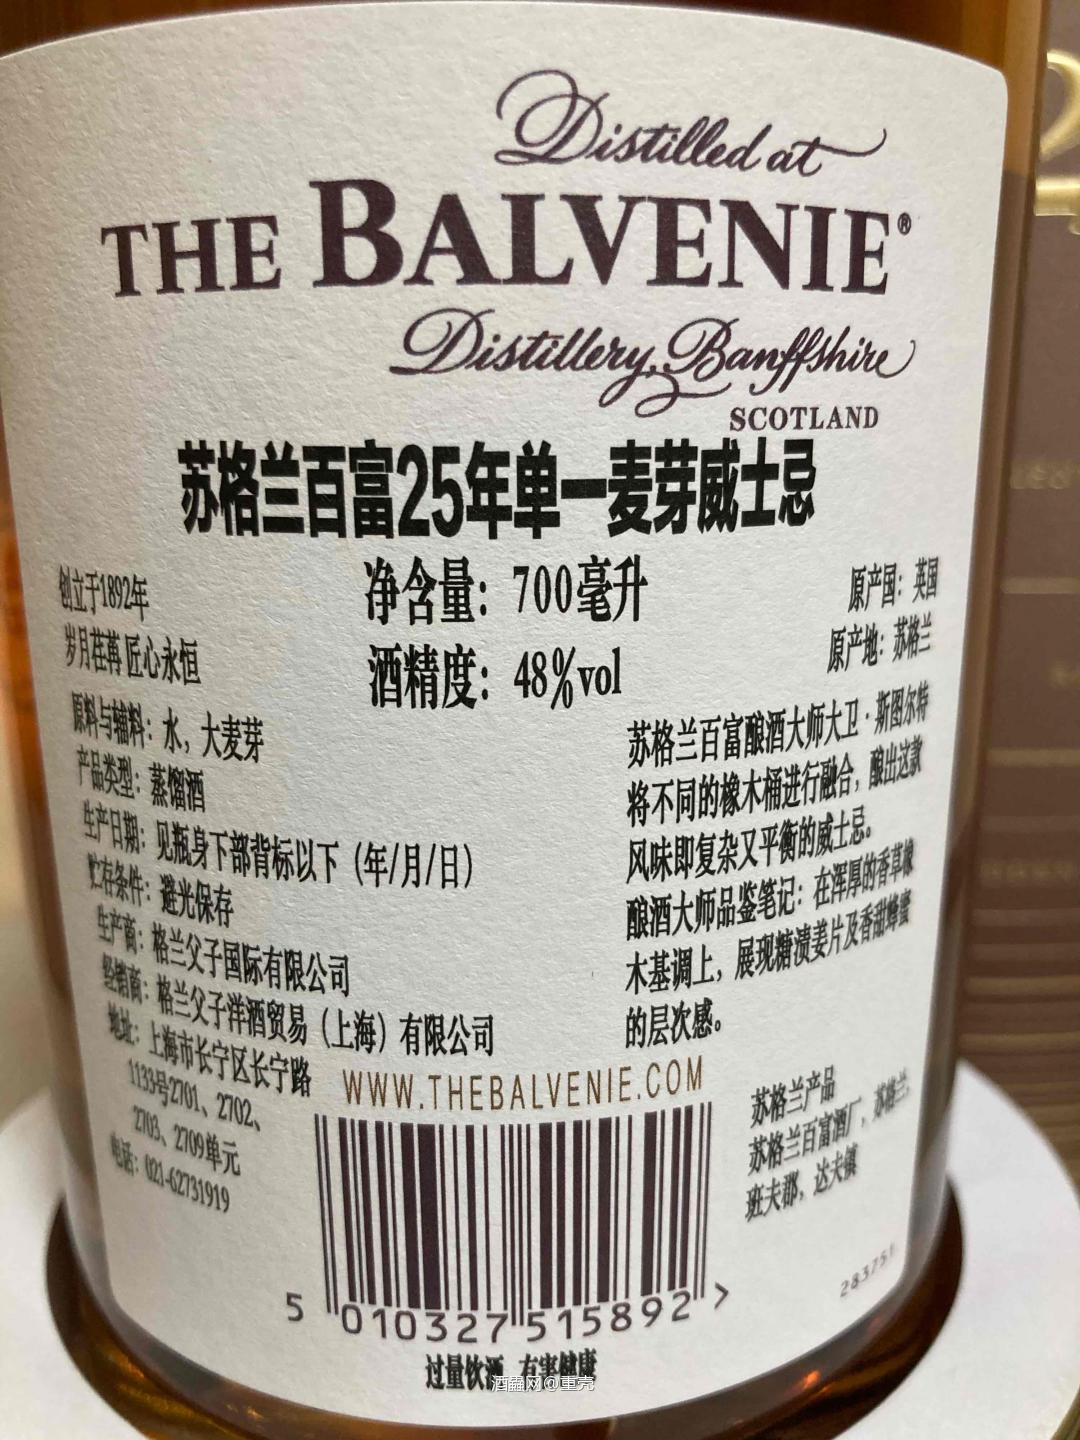 Distilled at
THE BALVENIE®
Distillery, Banffshire
SCOTLAND
苏格兰百富25年单一麦芽威士忌
净含量：700毫升
酒精度：48%vol
创立于1892年
岁月荏苒 匠心永恒
原料与辅料：水，大麦芽
产品类型：蒸馏酒
生产日期：见瓶身下部背标以下（年/月/日）
贮存条件：避光保存
生产商：格兰父子国际有限公司
经销商：格兰父子洋酒贸易（上海）有限公司
地址：上海市长宁区长宁路
1133号2701、2702、
2703、2709单元
电话：021-62731919
原产国：英国
原产地：苏格兰
苏格兰百富酿酒大师大卫·斯图尔特
将不同的橡木桶进行融合，酿出这款
风味即复杂又平衡的威士忌。
酿酒大师品鉴笔记：在浑厚的香草橡
木基调上，展现糖渍姜片及香甜蜂蜜
的层次感。
WWW.THEBALVENIE.COM
苏格兰产品
苏格兰百富酒厂，苏格兰，
班夫郡，达夫镇
5 010327 515892 >
283751
过量饮酒 有害健康
酒蟲网@重壳